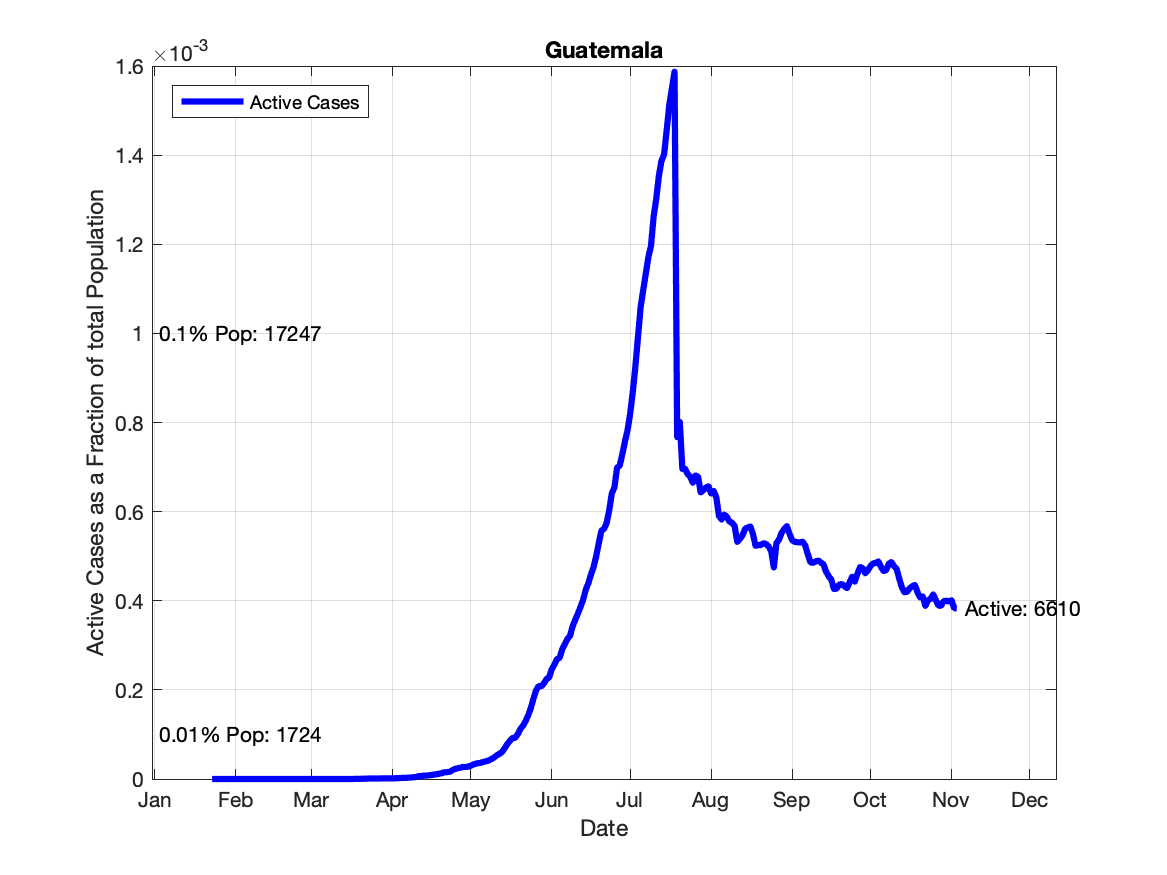 Guatemala
×10-3
1.6
1.4
1.2
1
0.8
0.6
0.4
0.2
0
Active Cases as a Fraction of total Population
Active Cases
0.1% Pop: 17247
0.01% Pop: 1724
Active: 6610
Jan Feb Mar Apr May Jun Jul Aug Sep Oct Nov Dec
Date